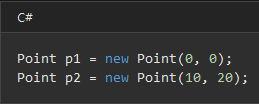 C#
Point p1 = new Point(0, 0);
Point p2 = new Point(10, 20);